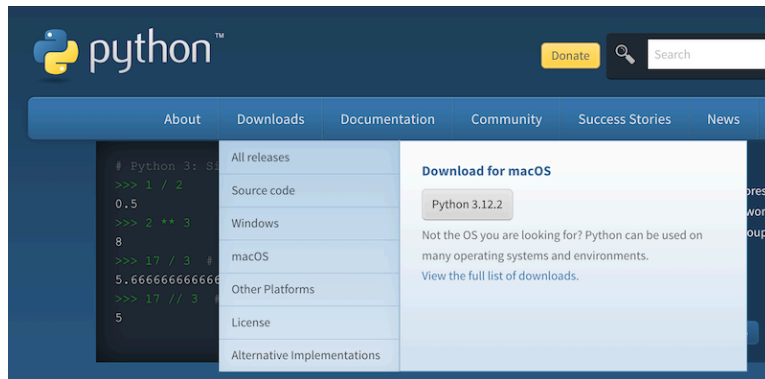 python™
Donate
Search
About Downloads Documentation Community Success Stories News
All releases
Source code
Windows
macOS
Other Platforms
License
Alternative Implementations
Download for macOS
Python 3.12.2
Not the OS you are looking for? Python can be used on
many operating systems and environments.
View the full list of downloads.
# Python 3: Si
>>> 1 / 2
0.5
>>> 2 ** 3
8
>>> 17 / 3 #
5.666666666666
>>> 17 // 3 #
5